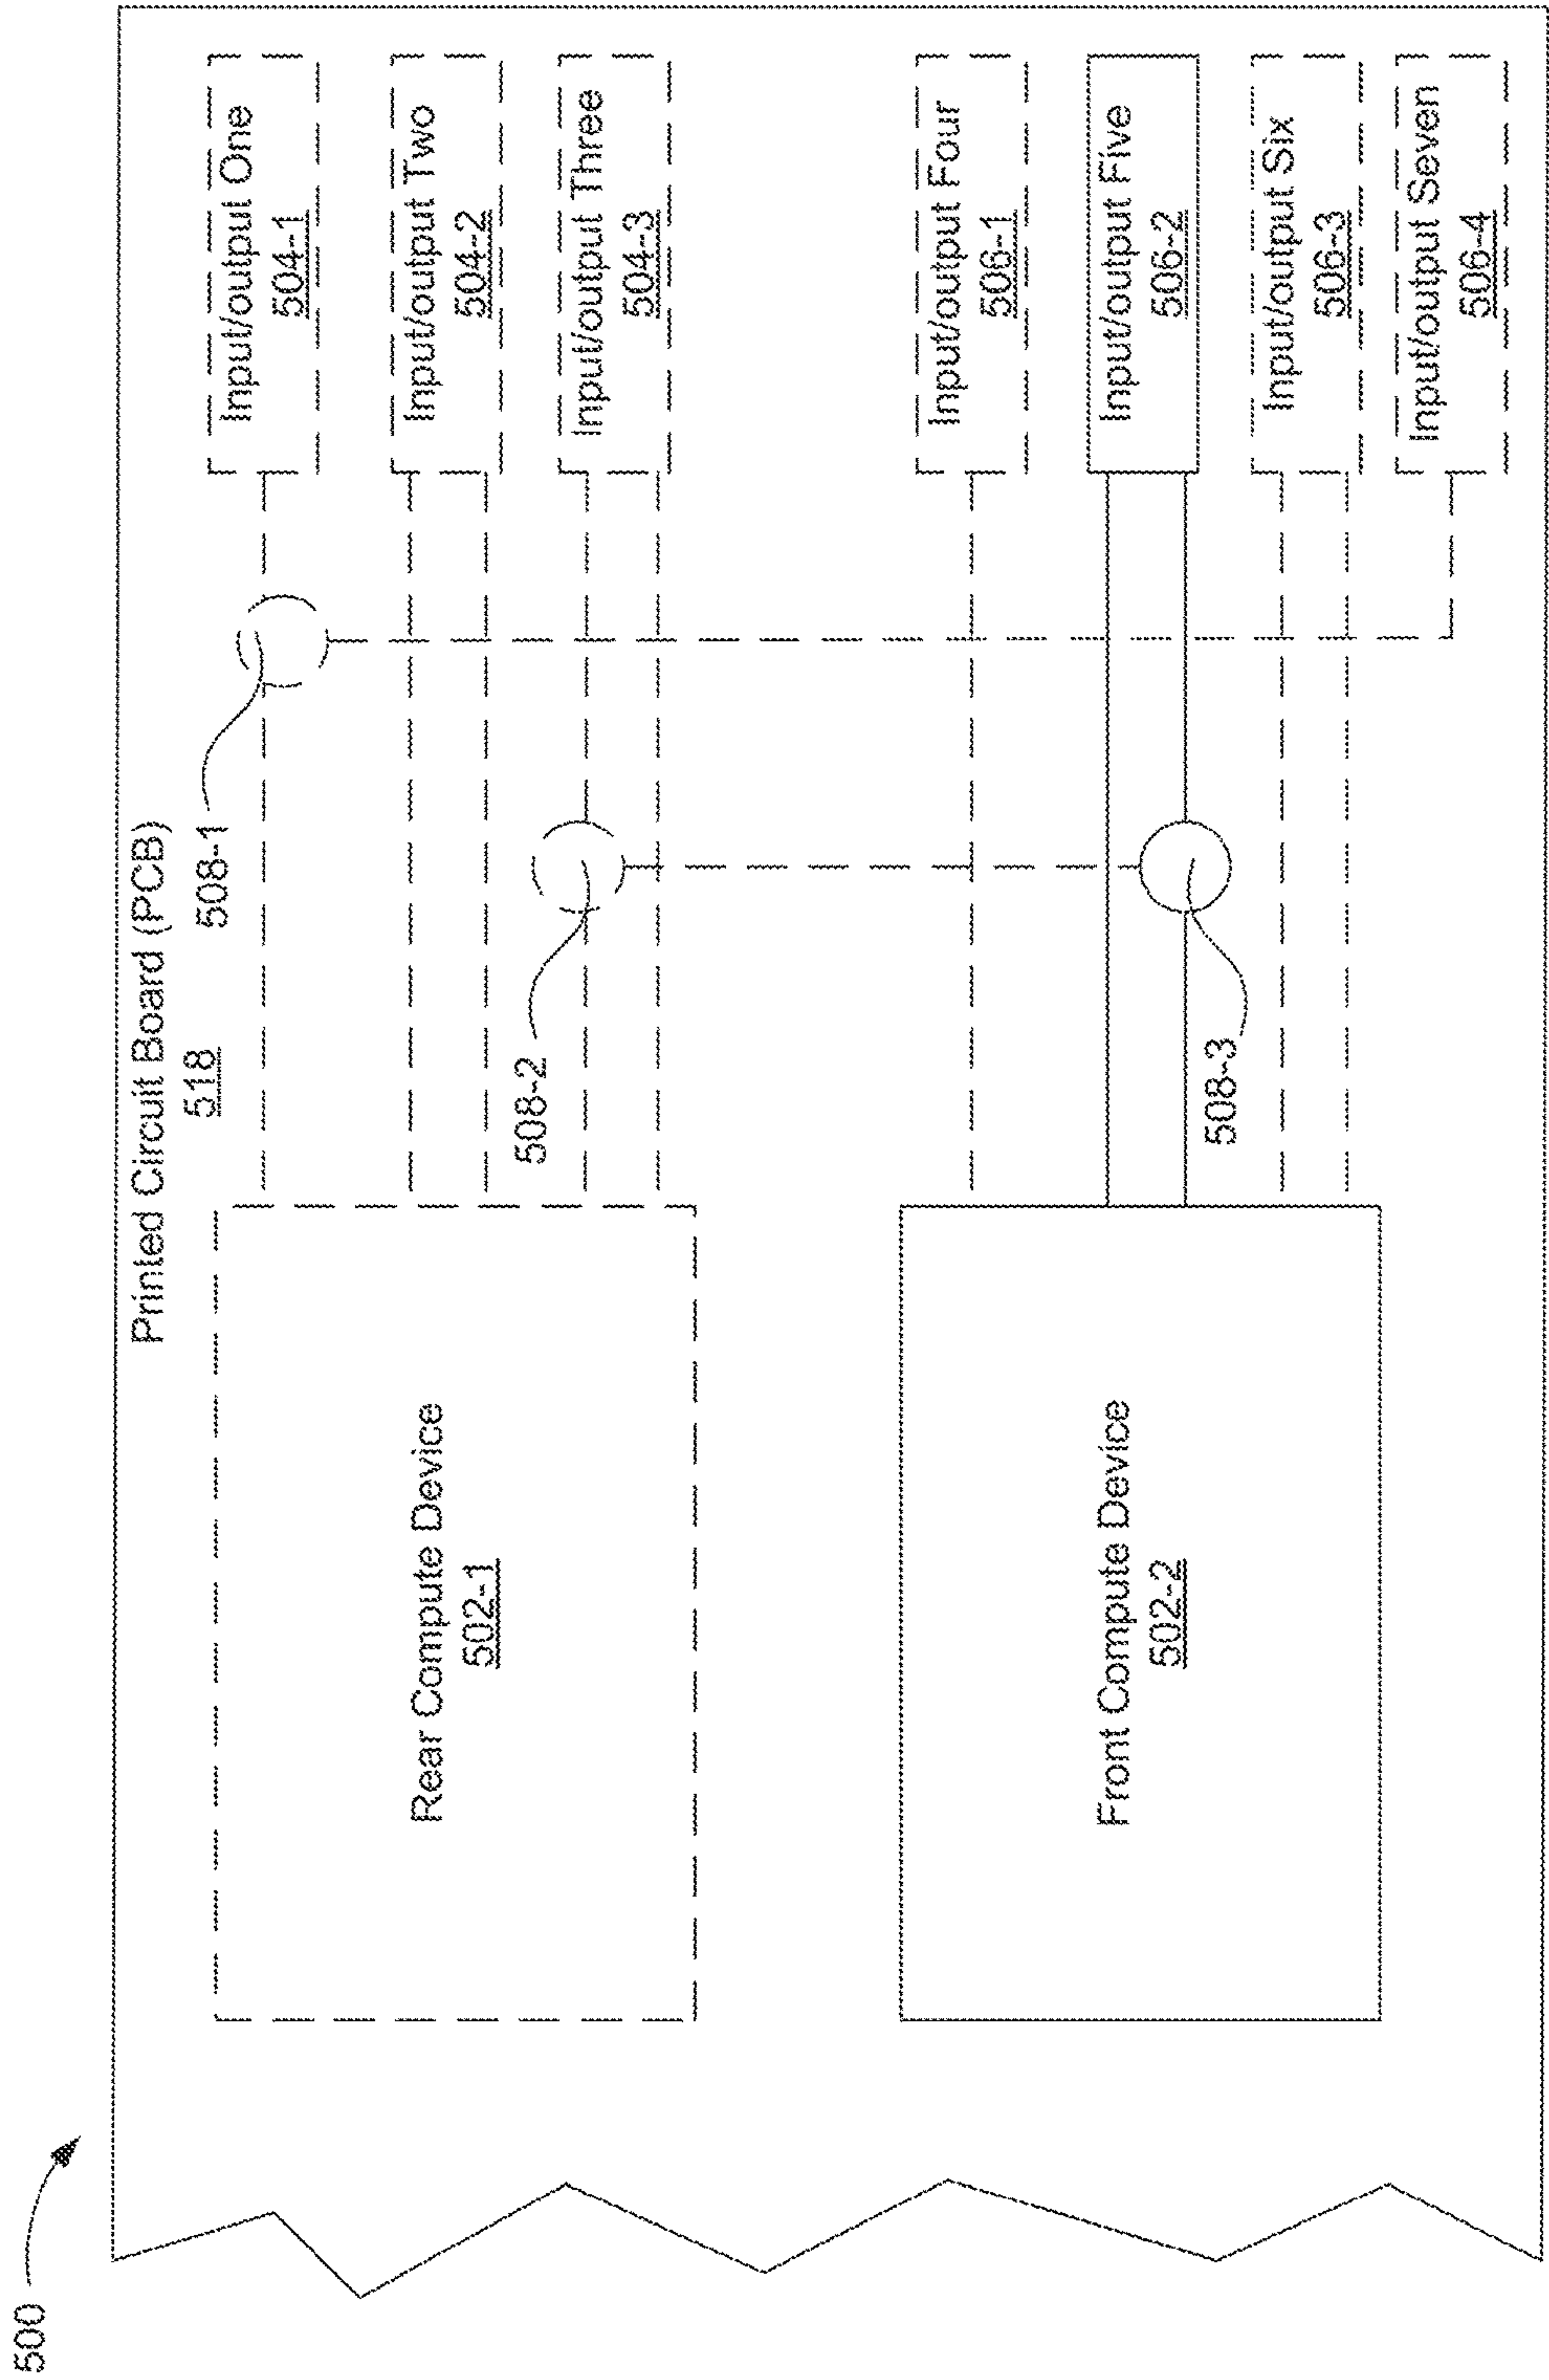 500
Printed Circuit Board (PCB)
518
Rear Compute Device
502-1
Front Compute Device
502-2
508-1
508-2
508-3
Input/output One
504-1
Input/output Two
504-2
Input/output Three
504-3
Input/output Four
506-1
Input/output Five
506-2
Input/output Six
506-3
Input/output Seven
506-4